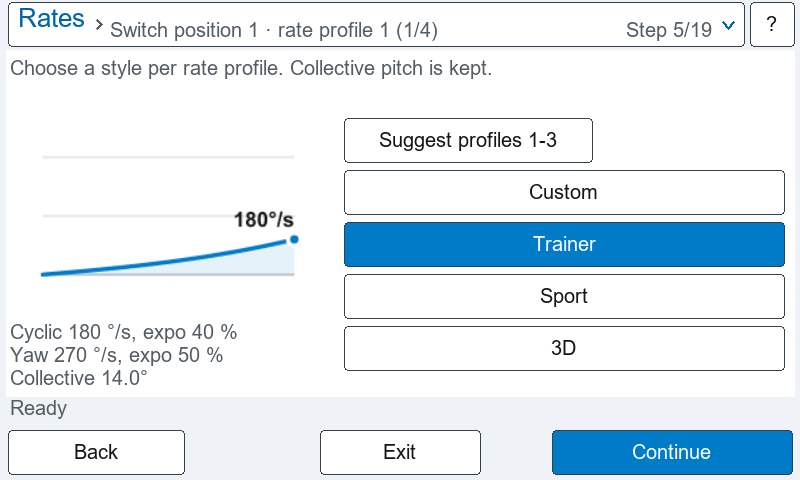 Rates › Switch position 1 · rate profile 1 (1/4) Step 5/19 ?
Choose a style per rate profile. Collective pitch is kept.
Suggest profiles 1-3
Custom
180°/s
Trainer
Sport
3D
Cyclic 180 °/s, expo 40 %
Yaw 270 °/s, expo 50 %
Collective 14.0°
Ready
Back Exit Continue